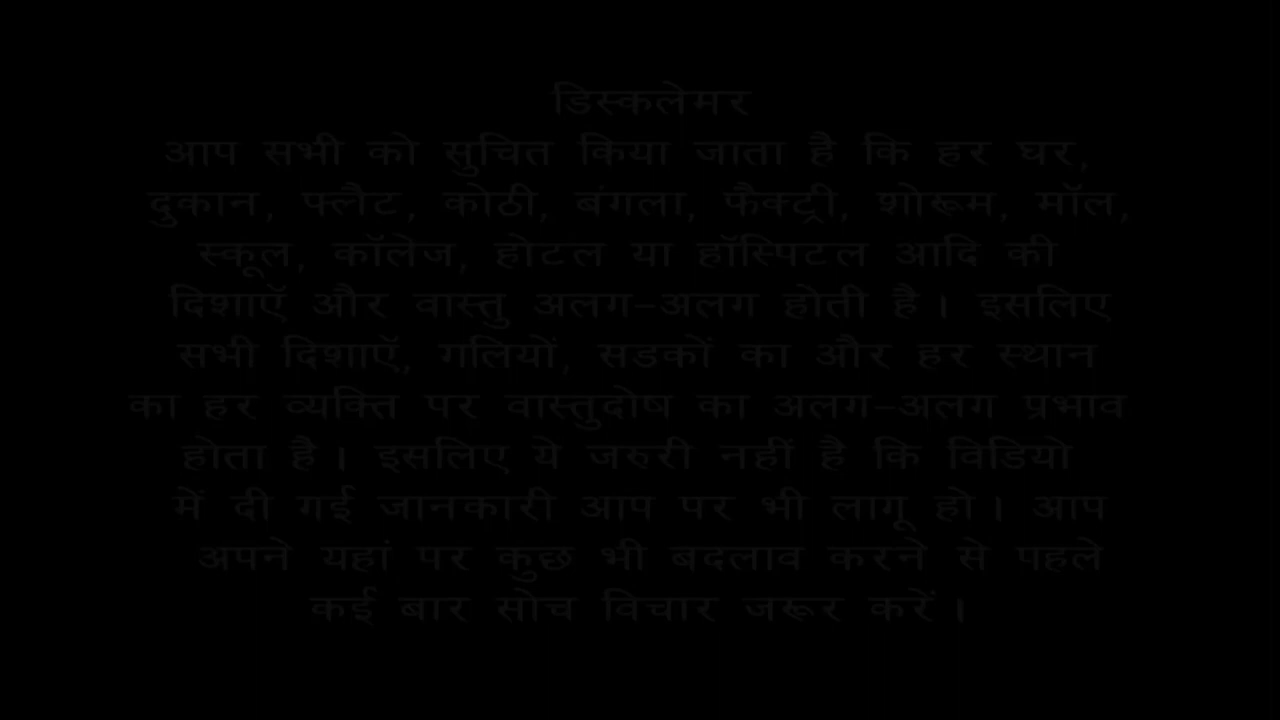 डिस्कलेमर
आप सभी को सुचित किया जाता है कि हर घर,
दुकान, फ्लैट, कोठी, बंगला, फैक्ट्री, शोरूम, मॉल,
स्कूल, कॉलेज, होटल या हॉस्पिटल आदि की
दिशाएॅ और वास्तु अलग-अलग होती है। इसलिए
सभी दिशाएॅ, गलियों, सडकों का और हर स्थान
का हर व्यक्ति पर वास्तुदोष का अलग-अलग प्रभाव
होता है। इसलिए ये जरुरी नहीं है कि विडियो
में दी गई जानकारी आप पर भी लागू हो। आप
अपने यहां पर कुछ भी बदलाव करने से पहले
कई बार सोच विचार जरूर करें।